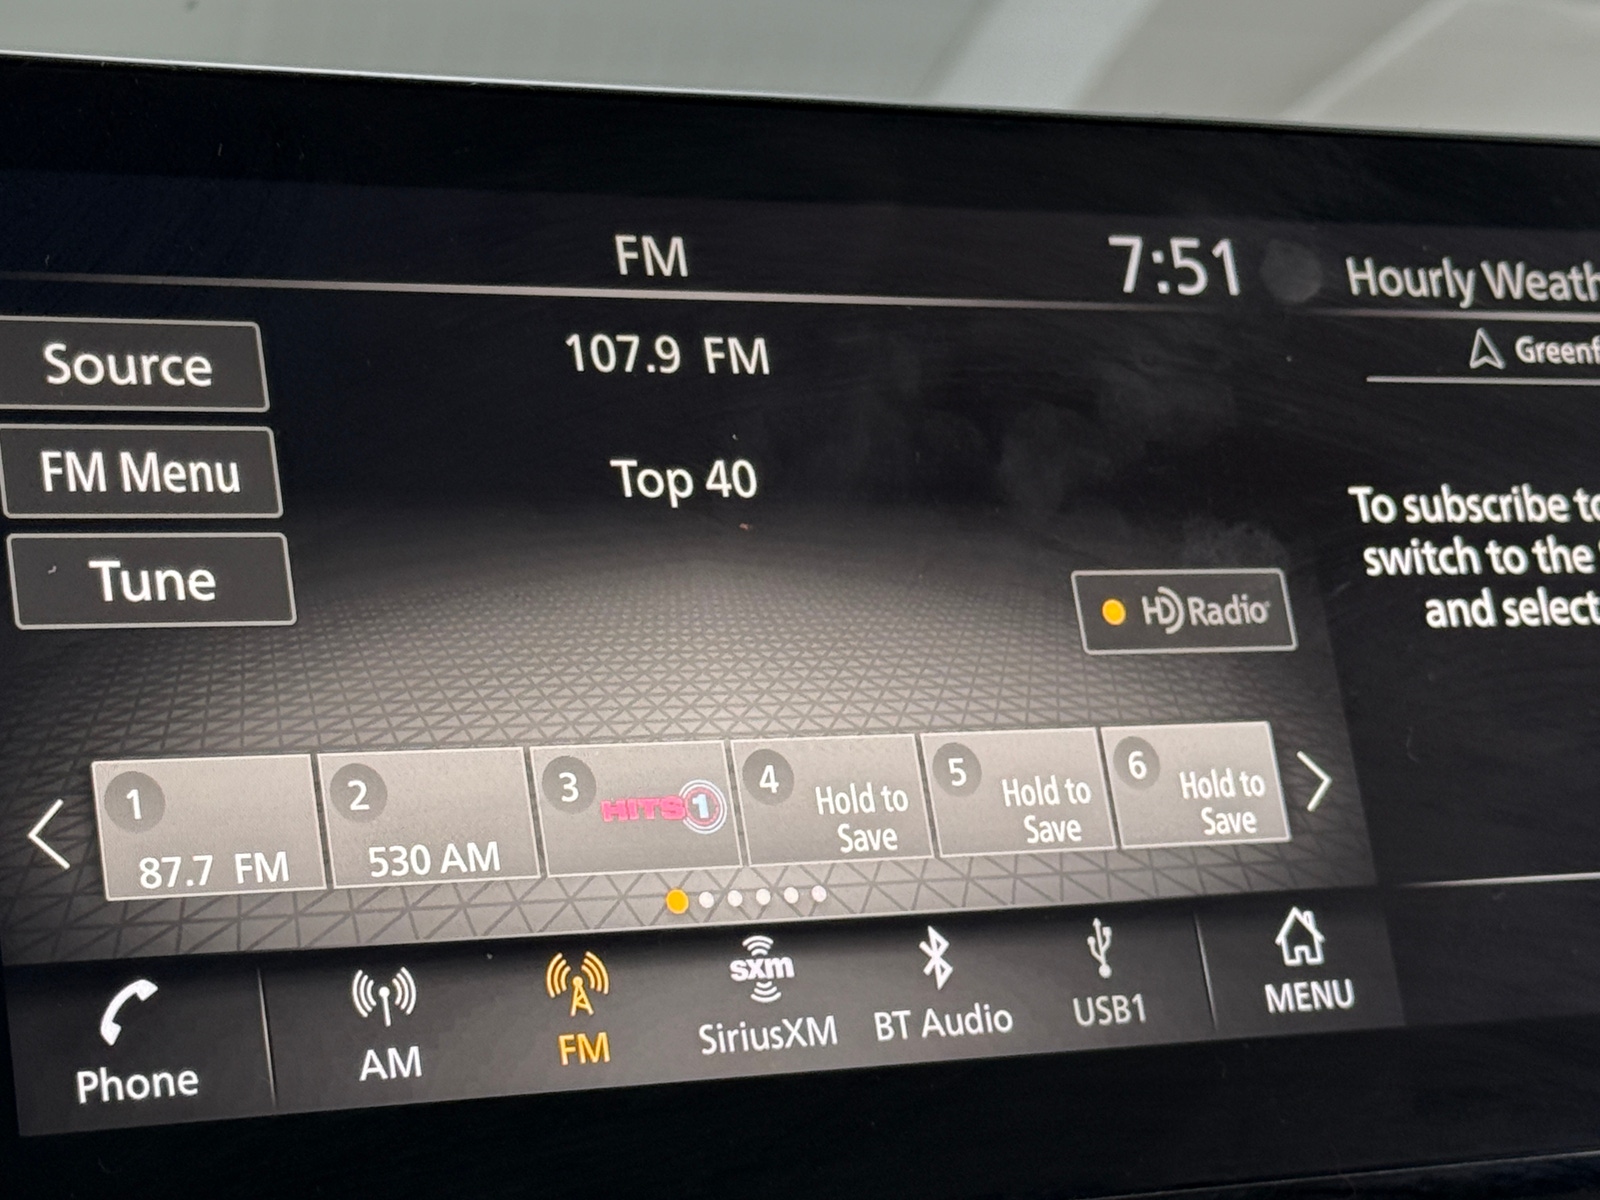 FM
7:51
107.9 FM
Top 40
Source
FM Menu
Tune
HD Radio
1
87.7 FM
2
530 AM
3
HITS 1
4
Hold to
Save
5
Hold to
Save
6
Hold to
Save
Phone
AM
FM
sxm
SiriusXM
BT Audio
USB1
MENU
Hourly Weath
Greenf
To subscribe to
switch to the
and select